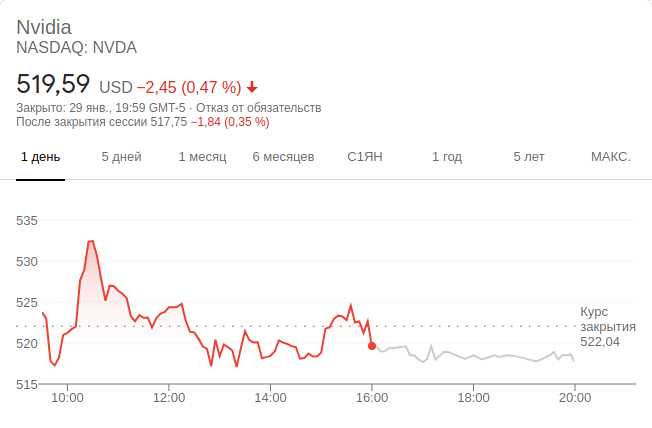 Nvidia
NASDAQ: NVDA
519,59 USD −2,45 (0,47 %)
Закрыто: 29 янв., 19:59 GMT-5 · Отказ от обязательств
После закрытия сессии 517,75 −1,84 (0,35 %)
1 день 5 дней 1 месяц 6 месяцев С1ЯН 1 год 5 лет МАКС.
535
530
525
520
515
Курс
закрытия
522,04
10:00 12:00 14:00 16:00 18:00 20:00